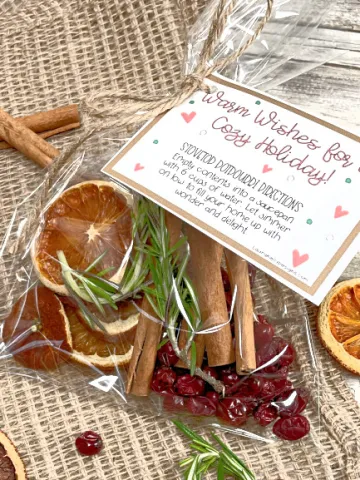 Warm Wishes for a
Cozy Holiday!
STOVETOP POTPOURRI DIRECTIONS
Empty contents into a saucepan
with 6 cups of water. Let simmer
on low to fill your home up with
wonder and delight.